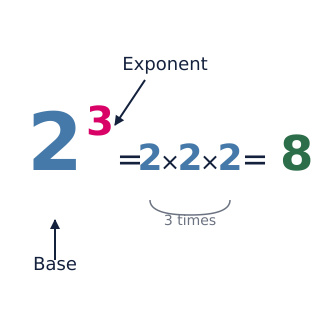 Exponent
2³ = 2 × 2 × 2 = 8
3 times
Base